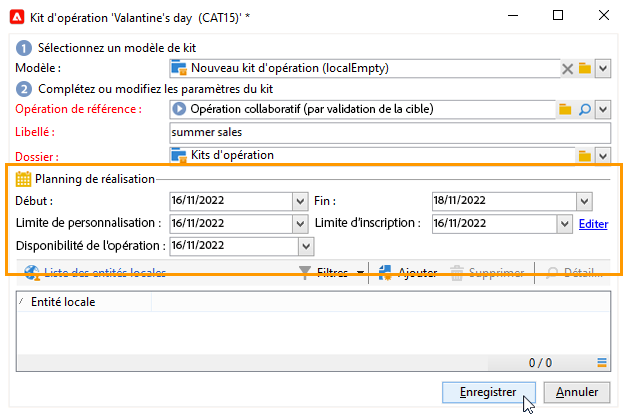 Kit d'opération 'Valantine's day (CAT15)' *
1 Sélectionnez un modèle de kit
Modèle : Nouveau kit d'opération (localEmpty)
2 Complétez ou modifiez les paramètres du kit
Opération de référence : Opération collaboratif (par validation de la cible)
Libellé : summer sales
Dossier : Kits d'opération
Planning de réalisation
Début : 16/11/2022 Fin : 18/11/2022
Limite de personnalisation : 16/11/2022 Limite d'inscription : 16/11/2022 Editer
Disponibilité de l'opération : 16/11/2022
Liste des entités locales Filtres Ajouter Supprimer Détail...
Entité locale
0 / 0
Enregistrer Annuler